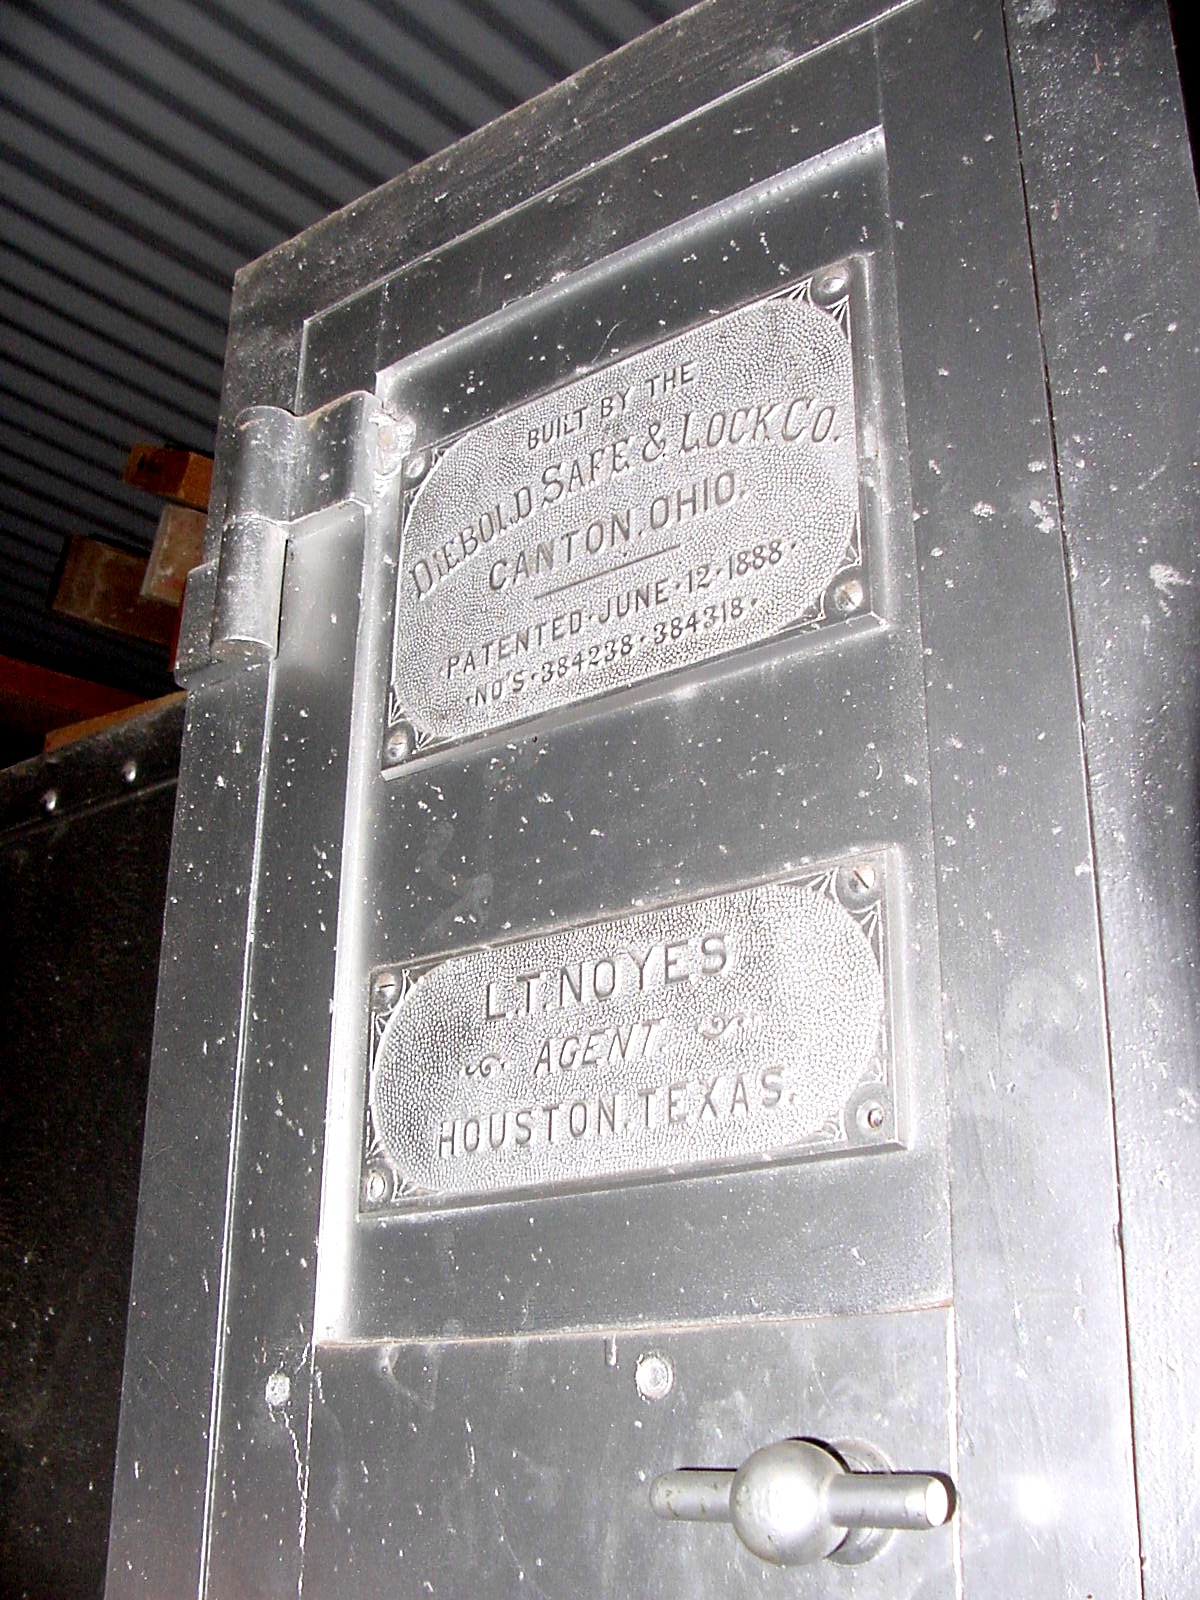 BUILT BY THE
DIEBOLD SAFE & LOCK CO.
CANTON, OHIO.
PATENTED·JUNE·12·1888·
·NO'S·384238·384318·
L.T. NOYES
AGENT.
HOUSTON, TEXAS.